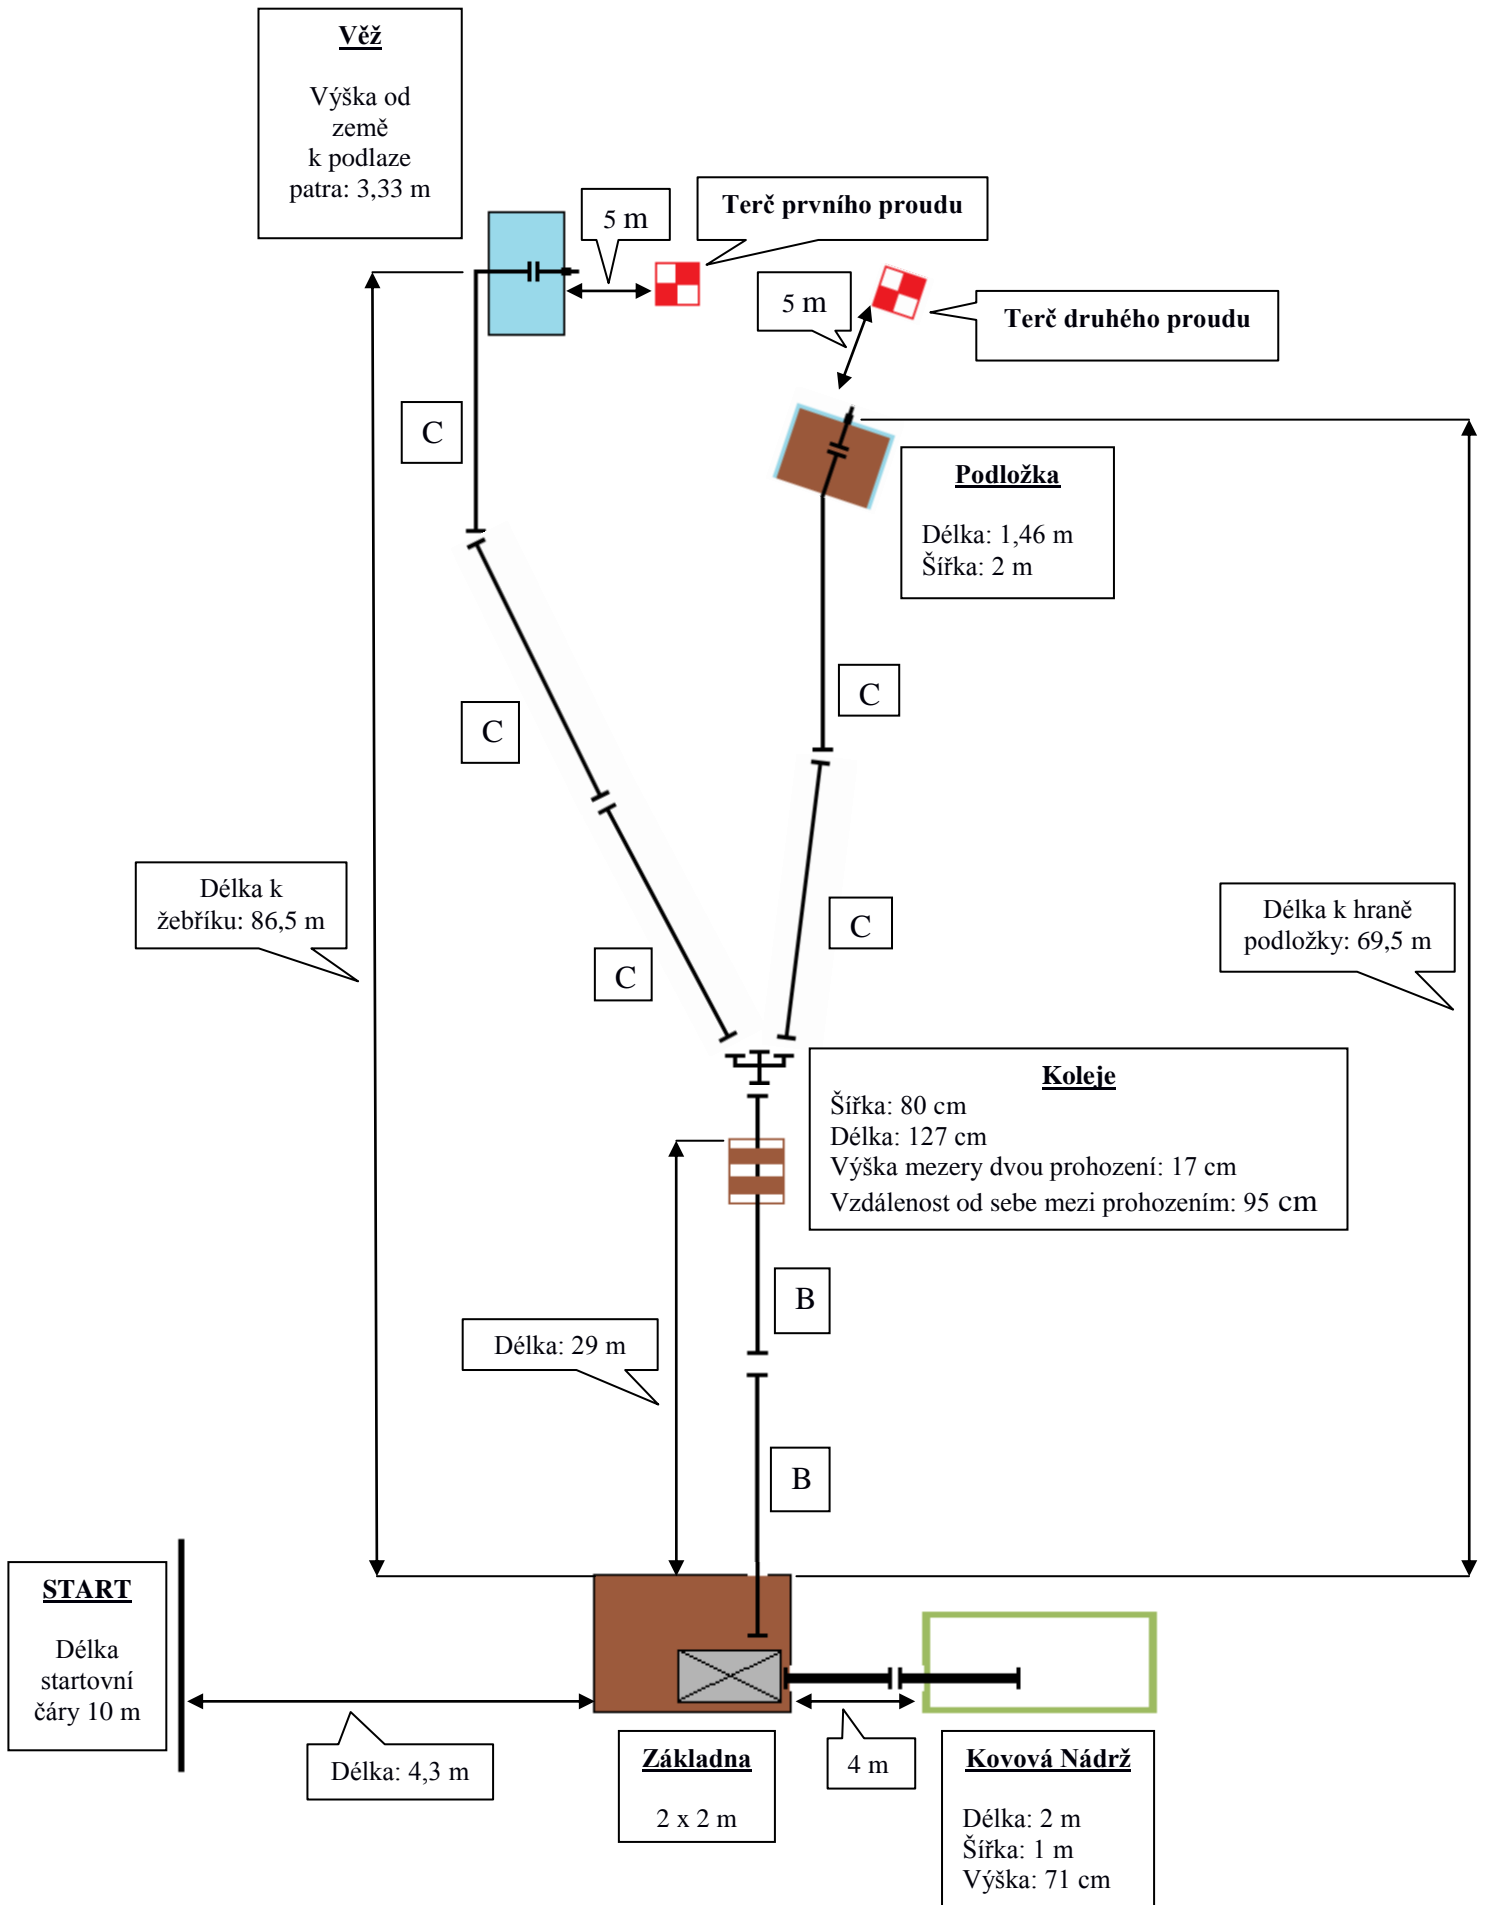 Věž
Výška od
země
k podlaze
patra: 3,33 m
5 m
Terč prvního proudu
5 m
Terč druhého proudu
C
Podložka
Délka: 1,46 m
Šířka: 2 m
C
C
Délka k
žebříku: 86,5 m
Délka k hraně
podložky: 69,5 m
C
C
Koleje
Šířka: 80 cm
Délka: 127 cm
Výška mezery dvou prohození: 17 cm
Vzdálenost od sebe mezi prohozením: 95 cm
B
Délka: 29 m
B
START
Délka
startovní
čáry 10 m
Délka: 4,3 m
Základna
2 x 2 m
4 m
Kovová Nádrž
Délka: 2 m
Šířka: 1 m
Výška: 71 cm